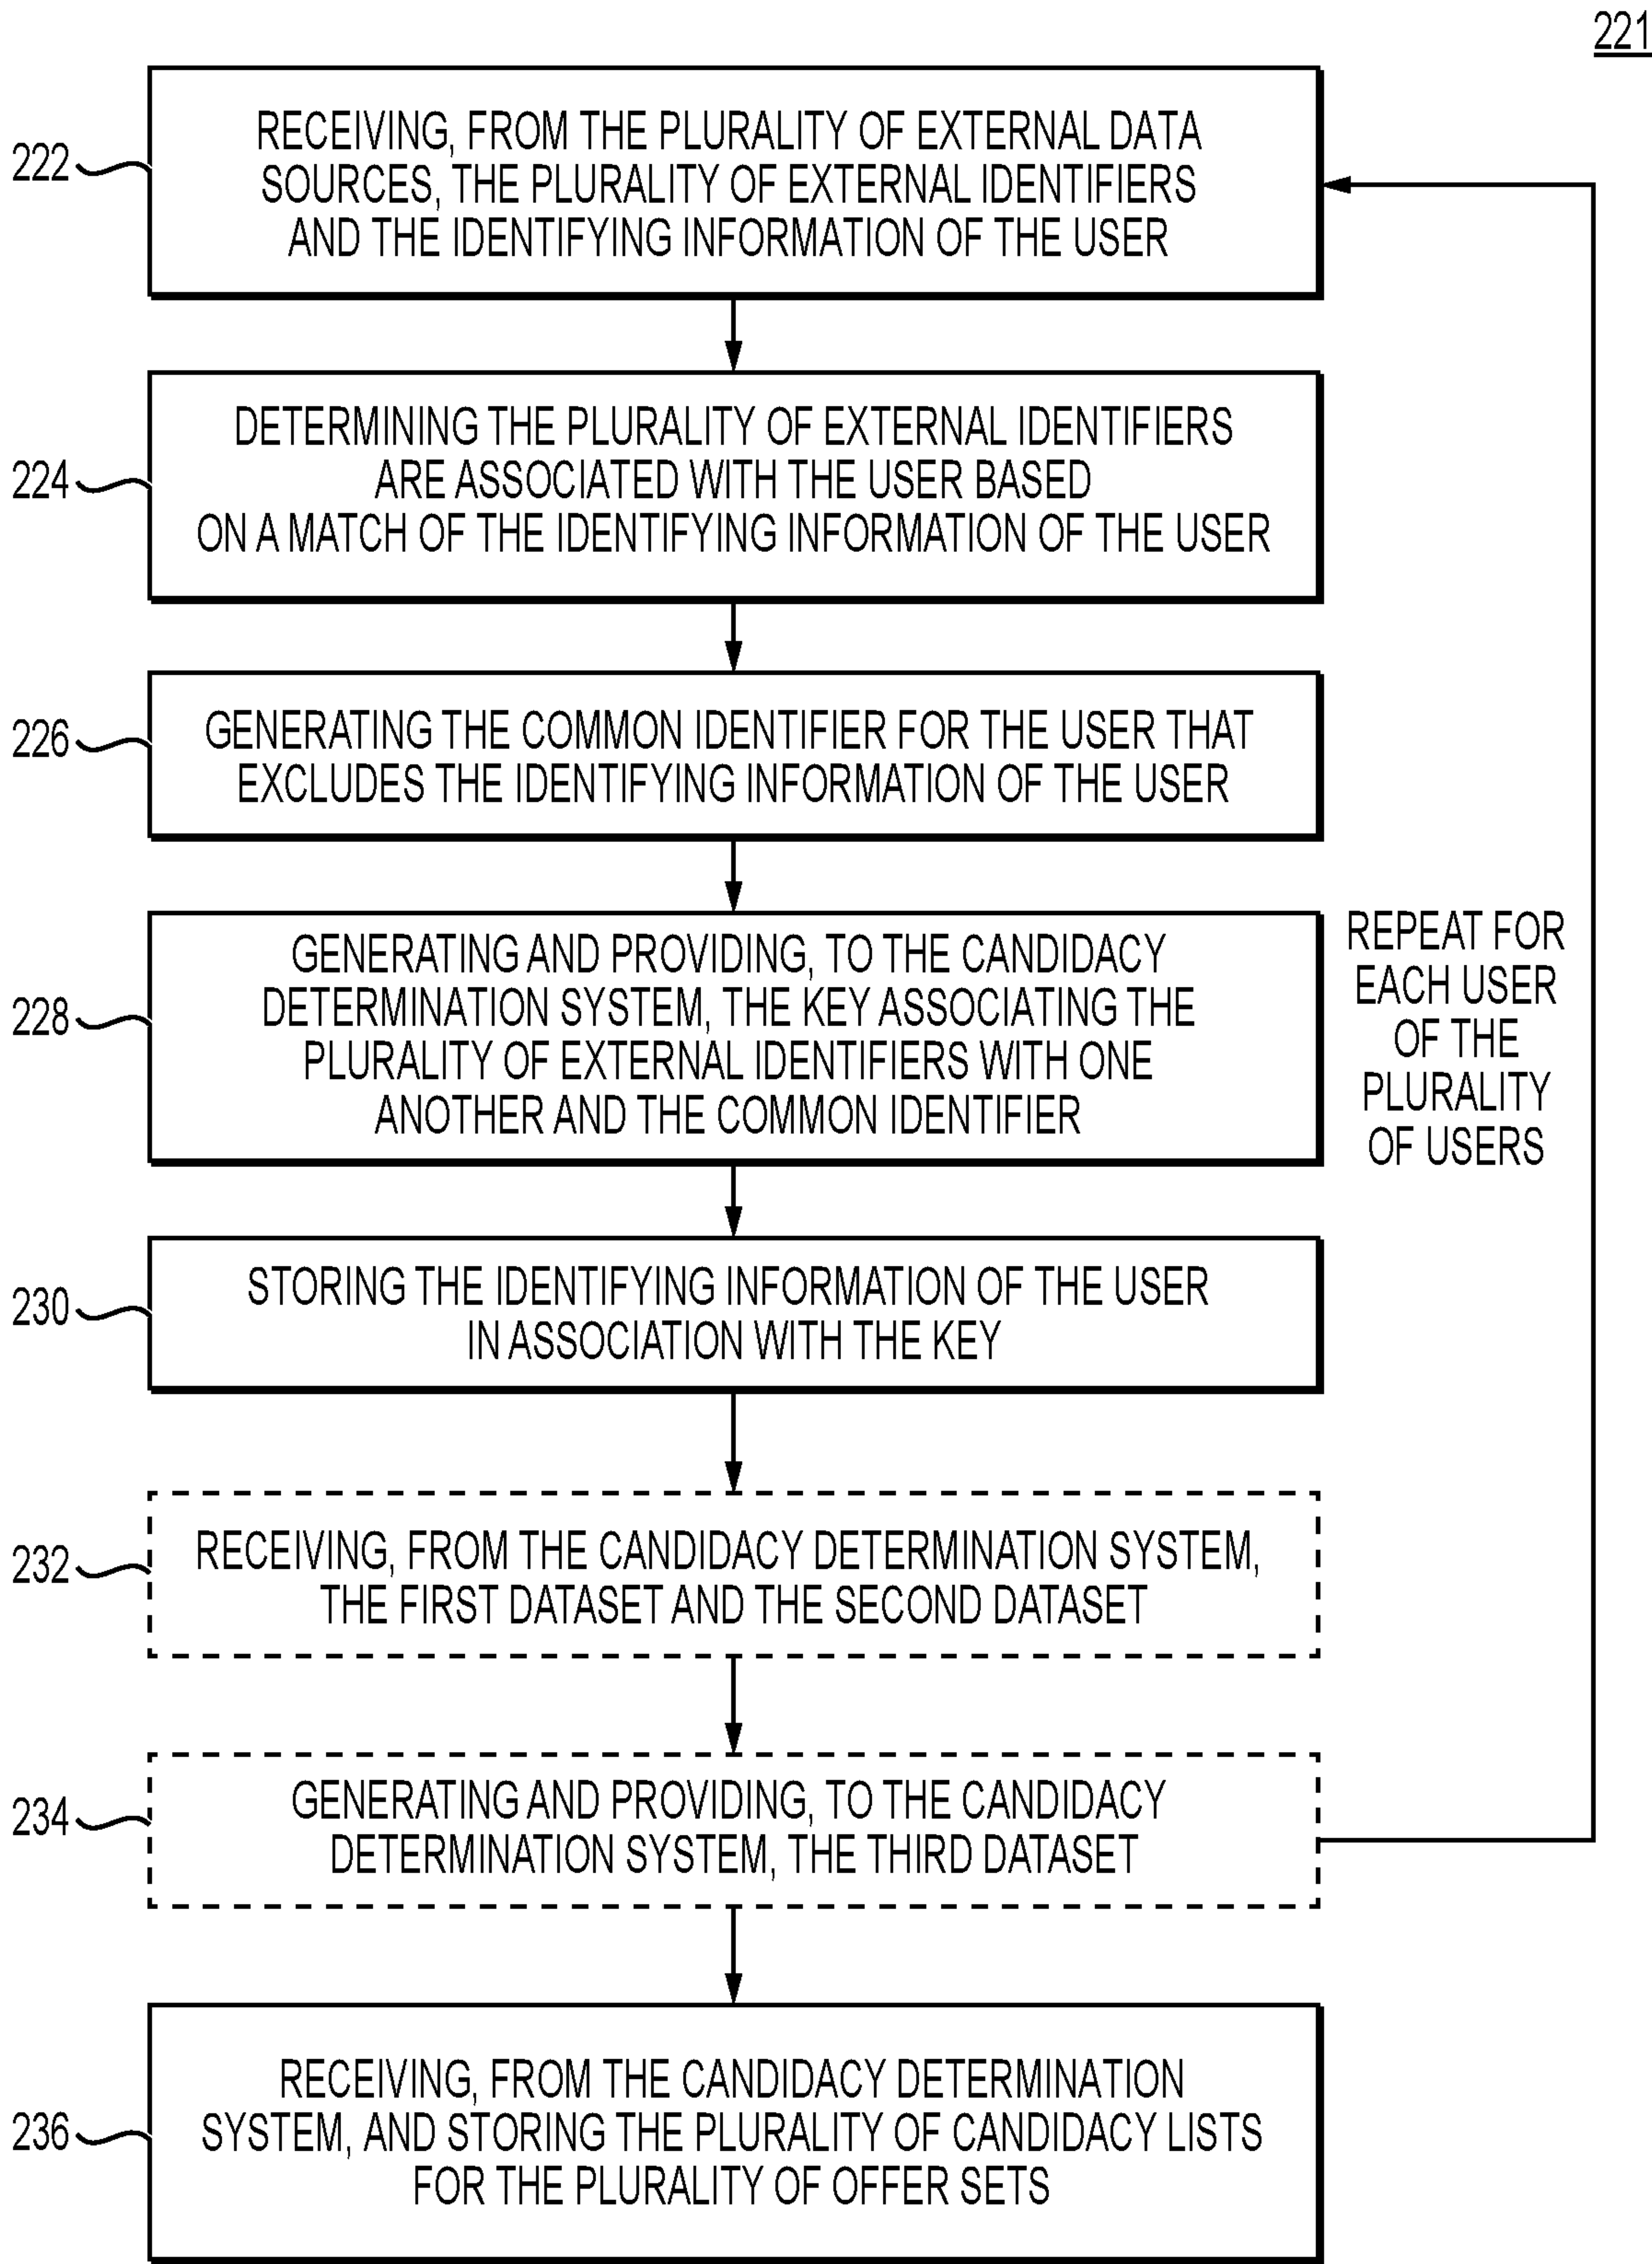 221
222
RECEIVING, FROM THE PLURALITY OF EXTERNAL DATA
SOURCES, THE PLURALITY OF EXTERNAL IDENTIFIERS
AND THE IDENTIFYING INFORMATION OF THE USER
224
DETERMINING THE PLURALITY OF EXTERNAL IDENTIFIERS
ARE ASSOCIATED WITH THE USER BASED
ON A MATCH OF THE IDENTIFYING INFORMATION OF THE USER
226
GENERATING THE COMMON IDENTIFIER FOR THE USER THAT
EXCLUDES THE IDENTIFYING INFORMATION OF THE USER
228
GENERATING AND PROVIDING, TO THE CANDIDACY
DETERMINATION SYSTEM, THE KEY ASSOCIATING THE
PLURALITY OF EXTERNAL IDENTIFIERS WITH ONE
ANOTHER AND THE COMMON IDENTIFIER
REPEAT FOR
EACH USER
OF THE
PLURALITY
OF USERS
230
STORING THE IDENTIFYING INFORMATION OF THE USER
IN ASSOCIATION WITH THE KEY
232
RECEIVING, FROM THE CANDIDACY DETERMINATION SYSTEM,
THE FIRST DATASET AND THE SECOND DATASET
234
GENERATING AND PROVIDING, TO THE CANDIDACY
DETERMINATION SYSTEM, THE THIRD DATASET
236
RECEIVING, FROM THE CANDIDACY DETERMINATION
SYSTEM, AND STORING THE PLURALITY OF CANDIDACY LISTS
FOR THE PLURALITY OF OFFER SETS